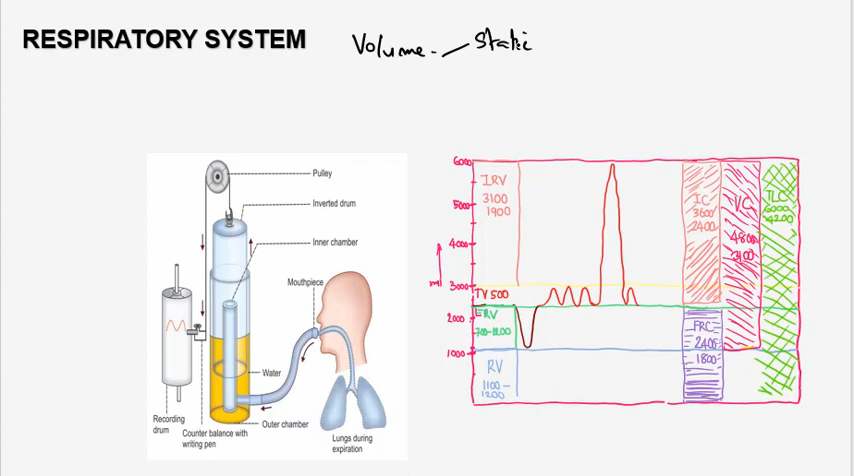 RESPIRATORY SYSTEM
Volume - Static
Pulley
Inverted drum
Inner chamber
Mouthpiece
Water
Recording
drum
Counter balance with
writing pen
Outer chamber
Lungs during
expiration
6000
5000
4000
3000
2000
1000
ml
IRV
3100
1900
TV 500
ERV
700-1200
RV
1100-
1200
IC
3600
2400
FRC
2400
1800
VC
4800
3100
TLC
6000
4200